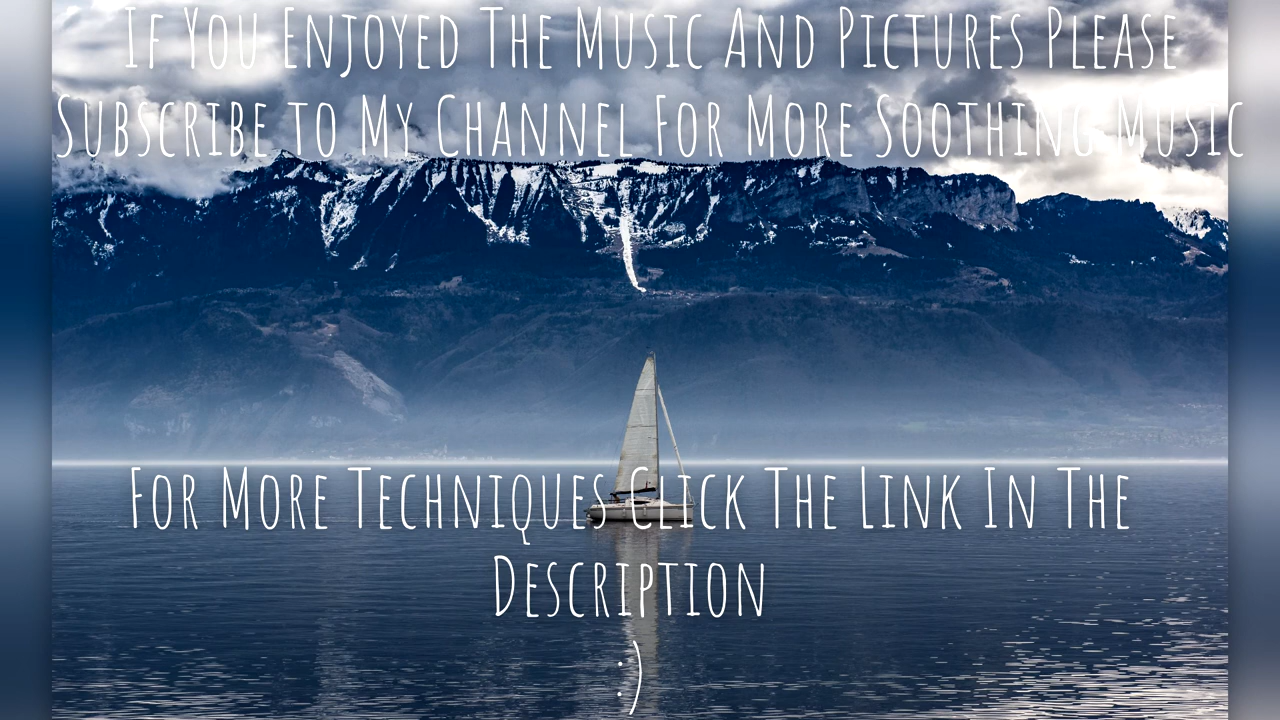 If You Enjoyed The Music And Pictures Please
Subscribe to My Channel For More Soothing Music
For More Techniques Click The Link In The
Description
:)